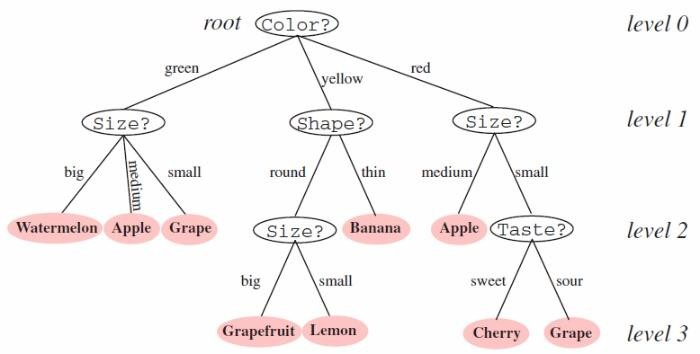 root Color? level 0
green yellow red
Size? Shape? Size? level 1
big medium small round thin medium small
Watermelon Apple Grape Size? Banana Apple Taste? level 2
big small sweet sour
Grapefruit Lemon Cherry Grape level 3